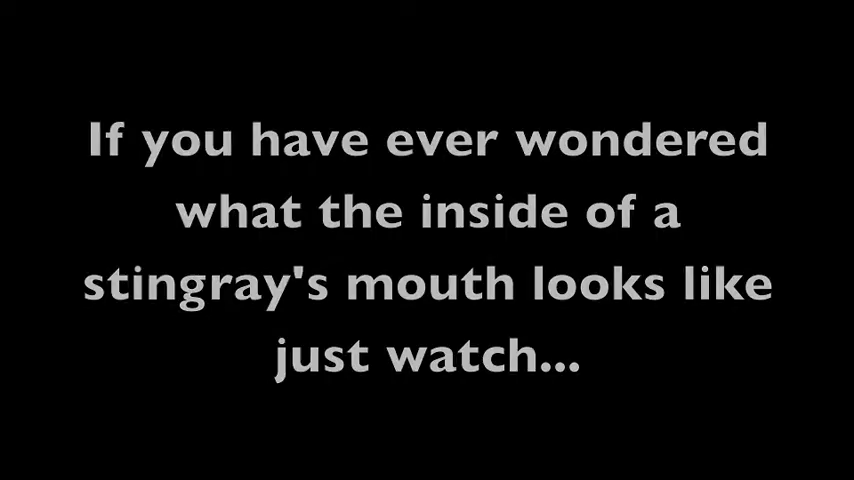 If you have ever wondered
what the inside of a
stingray's mouth looks like
just watch...